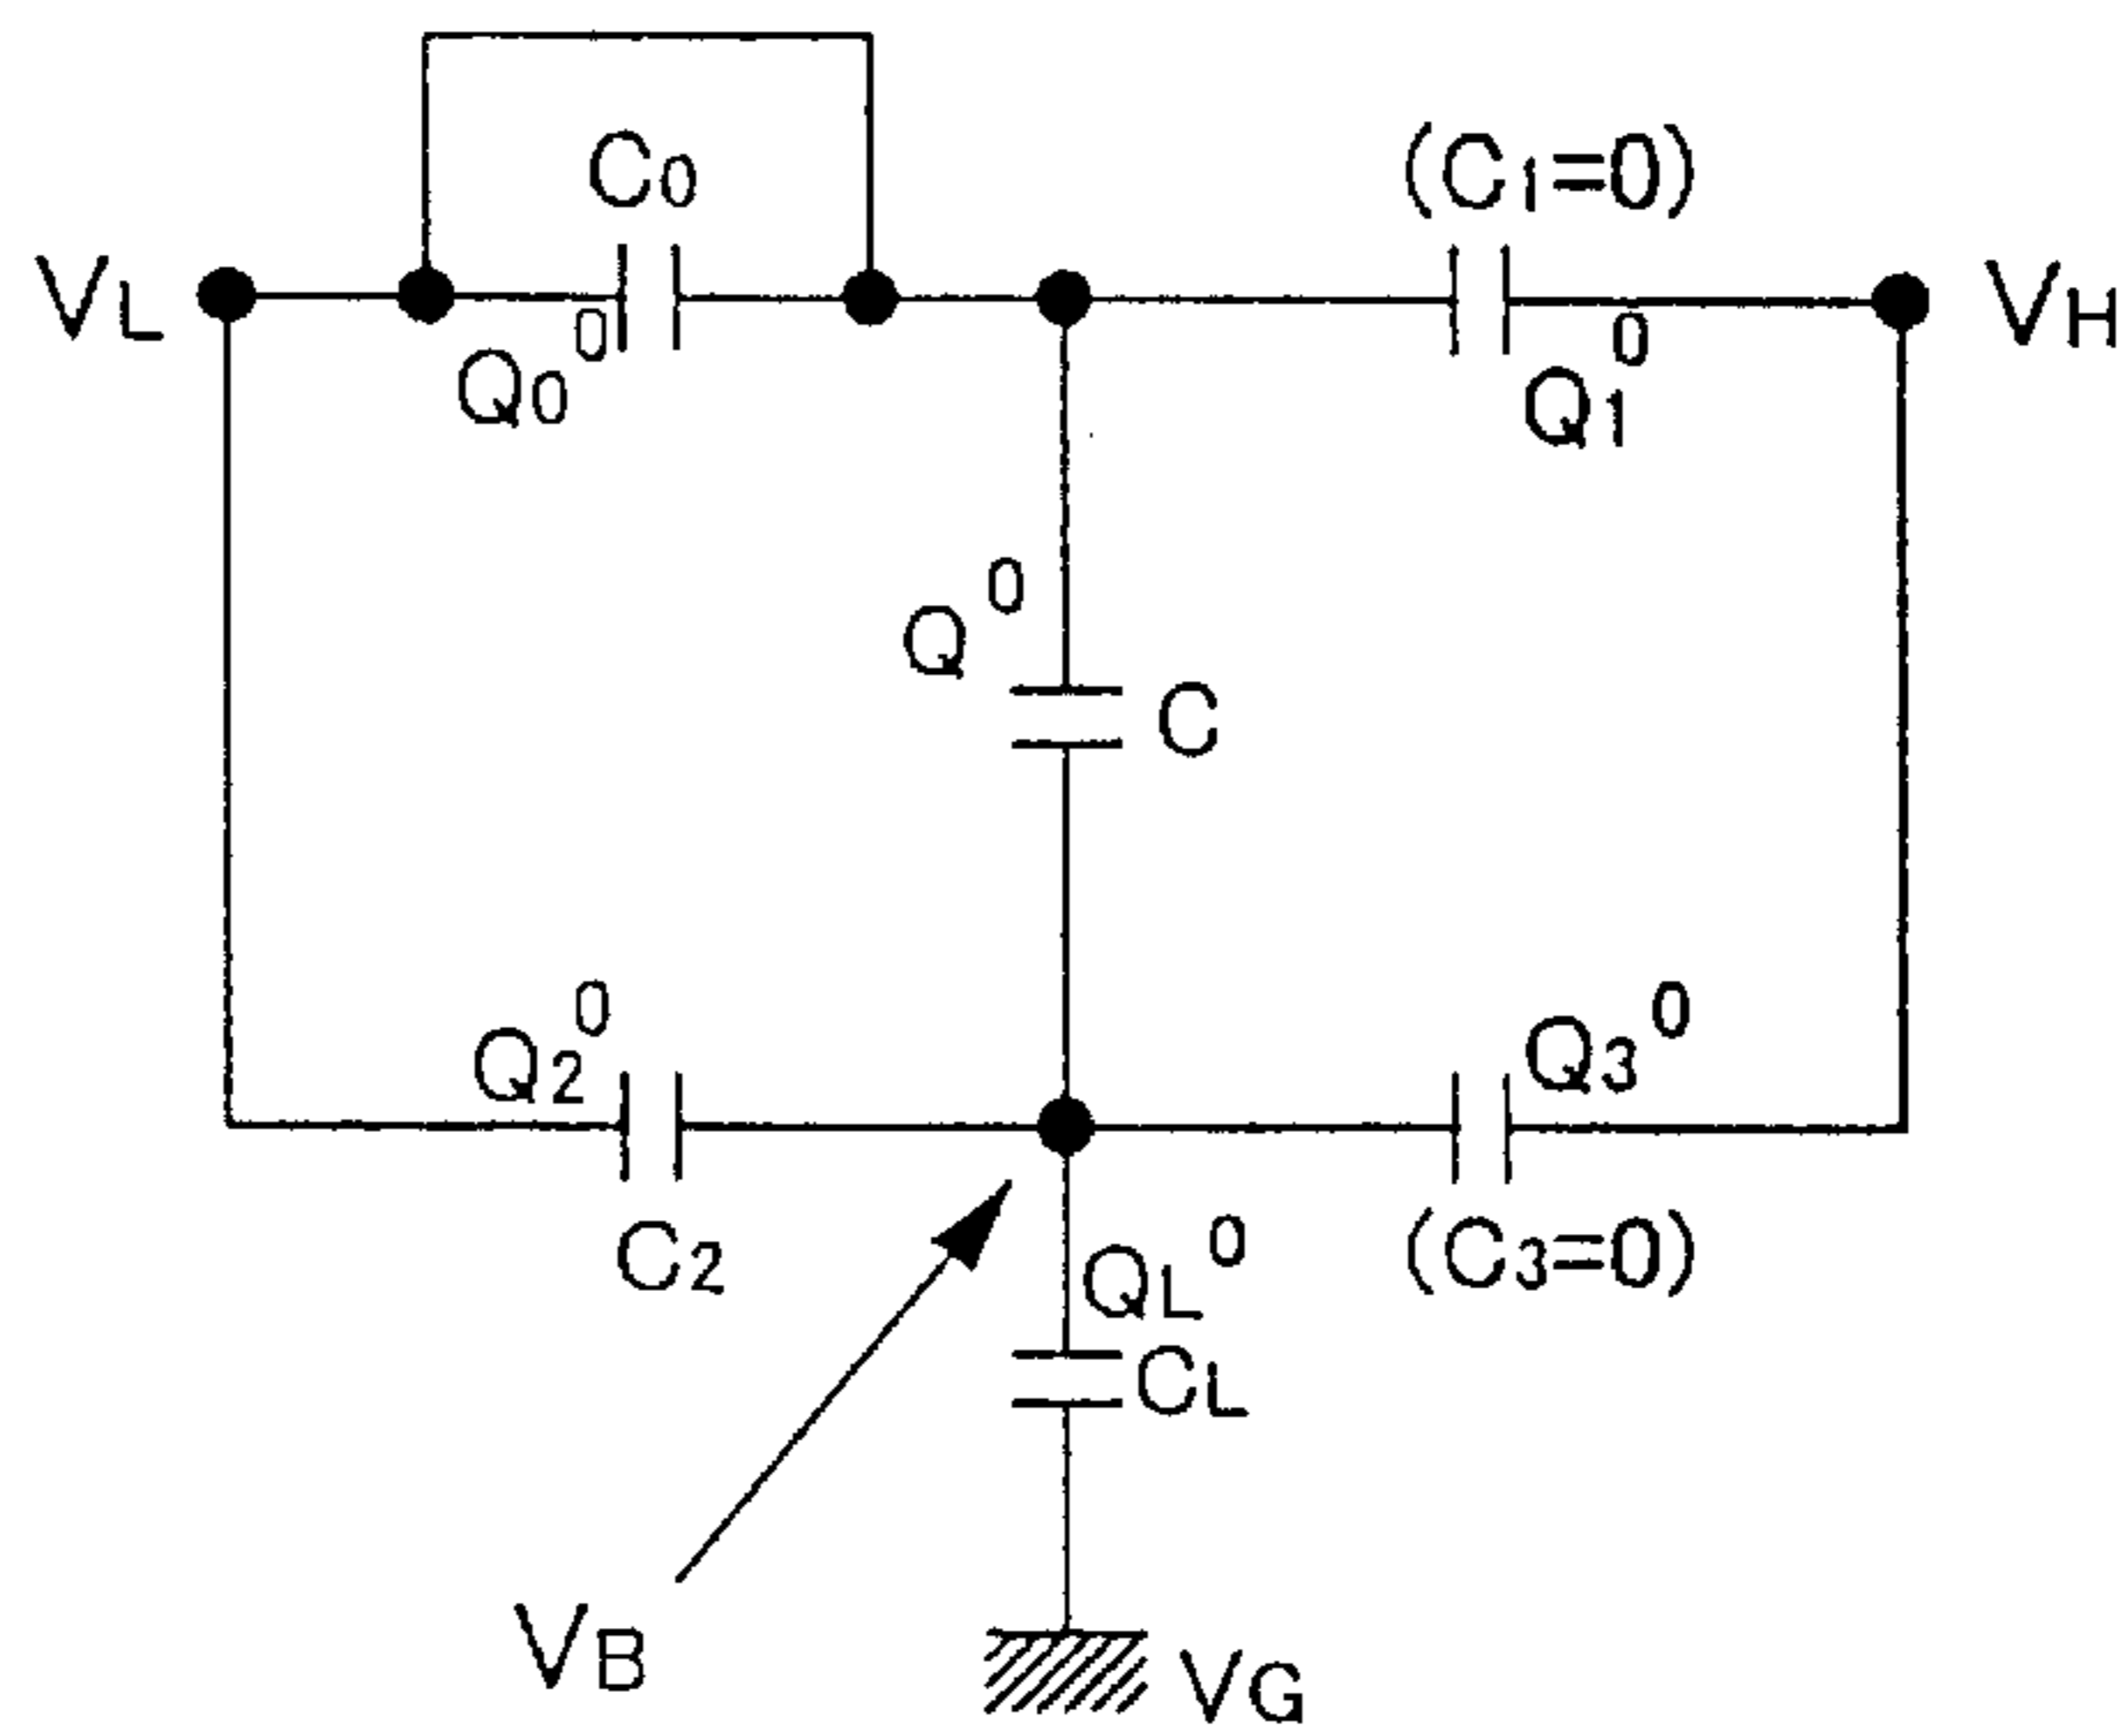 C0
(C1=0)
VL
VH
Q0^0
Q1^0
Q^0
C
Q2^0
Q3^0
C2
QL^0
(C3=0)
CL
VB
VG